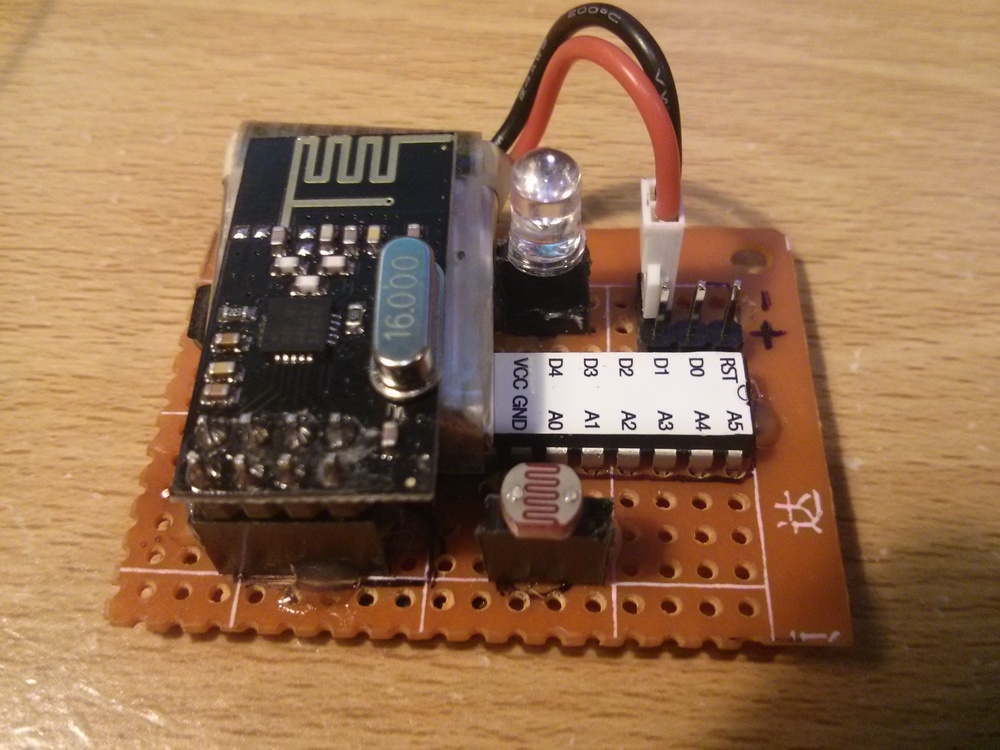 200°C
16.000
-
+
VCC D4 D3 D2 D1 D0 RST
GND A0 A1 A2 A3 A4 A5
达